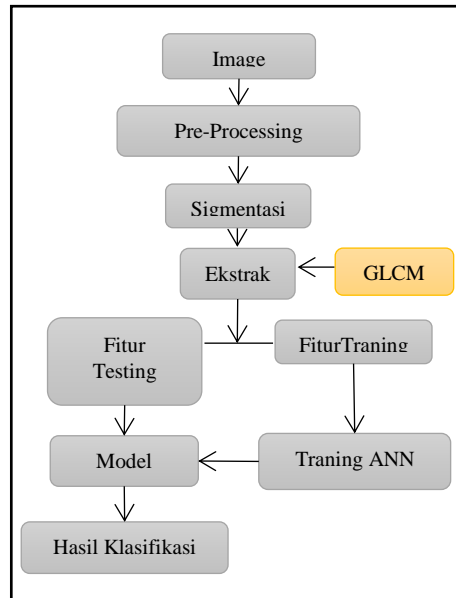 Image
Pre-Processing
Sigmentasi
Ekstrak
GLCM
Fitur
Testing
FiturTraning
Model
Traning ANN
Hasil Klasifikasi